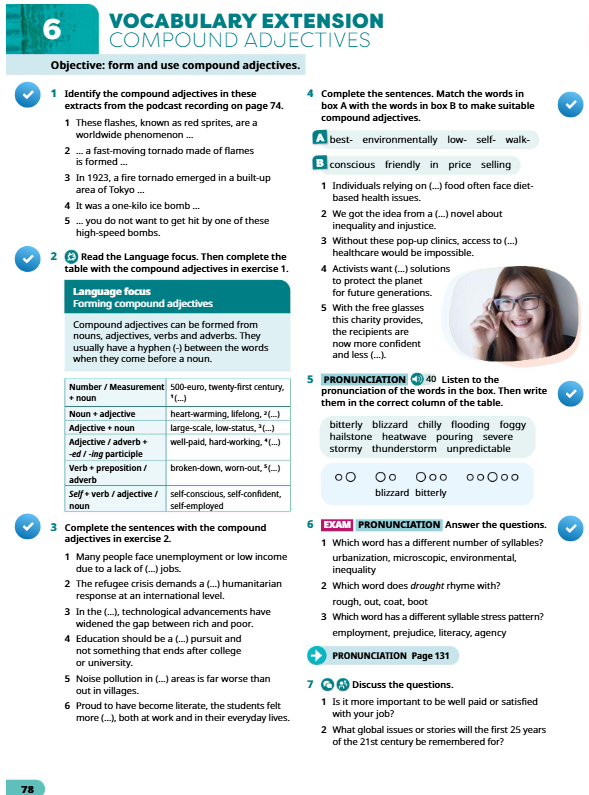 6
VOCABULARY EXTENSION
COMPOUND ADJECTIVES
Objective: form and use compound adjectives.
1 Identify the compound adjectives in these
extracts from the podcast recording on page 74.
1 These flashes, known as red sprites, are a
worldwide phenomenon ...
2 ... a fast-moving tornado made of flames
is formed ...
3 In 1923, a fire tornado emerged in a built-up
area of Tokyo ...
4 It was a one-kilo ice bomb ...
5 ... you do not want to get hit by one of these
high-speed bombs.
2 Read the Language focus. Then complete the
table with the compound adjectives in exercise 1.
Language focus
Forming compound adjectives
Compound adjectives can be formed from
nouns, adjectives, verbs and adverbs. They
usually have a hyphen (-) between the words
when they come before a noun.
Number / Measurement 500-euro, twenty-first century,
+ noun ¹(...)
Noun + adjective heart-warming, lifelong, ²(...)
Adjective + noun large-scale, low-status, ³(...)
Adjective / adverb + well-paid, hard-working, ⁴(...)
-ed / -ing participle
Verb + preposition / broken-down, worn-out, ⁵(...)
adverb
Self + verb / adjective / self-conscious, self-confident,
noun self-employed
3 Complete the sentences with the compound
adjectives in exercise 2.
1 Many people face unemployment or low income
due to a lack of (...) jobs.
2 The refugee crisis demands a (...) humanitarian
response at an international level.
3 In the (...), technological advancements have
widened the gap between rich and poor.
4 Education should be a (...) pursuit and
not something that ends after college
or university.
5 Noise pollution in (...) areas is far worse than
out in villages.
6 Proud to have become literate, the students felt
more (...), both at work and in their everyday lives.
4 Complete the sentences. Match the words in
box A with the words in box B to make suitable
compound adjectives.
A best- environmentally low- self- walk-
B conscious friendly in price selling
1 Individuals relying on (...) food often face diet-
based health issues.
2 We got the idea from a (...) novel about
inequality and injustice.
3 Without these pop-up clinics, access to (...)
healthcare would be impossible.
4 Activists want (...) solutions
to protect the planet
for future generations.
5 With the free glasses
this charity provides,
the recipients are
now more confident
and less (...).
5 PRONUNCIATION 40 Listen to the
pronunciation of the words in the box. Then write
them in the correct column of the table.
bitterly blizzard chilly flooding foggy
hailstone heatwave pouring severe
stormy thunderstorm unpredictable
blizzard bitterly
6 EXAM PRONUNCIATION Answer the questions.
1 Which word has a different number of syllables?
urbanization, microscopic, environmental,
inequality
2 Which word does drought rhyme with?
rough, out, coat, boot
3 Which word has a different syllable stress pattern?
employment, prejudice, literacy, agency
PRONUNCIATION Page 131
7 Discuss the questions.
1 Is it more important to be well paid or satisfied
with your job?
2 What global issues or stories will the first 25 years
of the 21st century be remembered for?
78